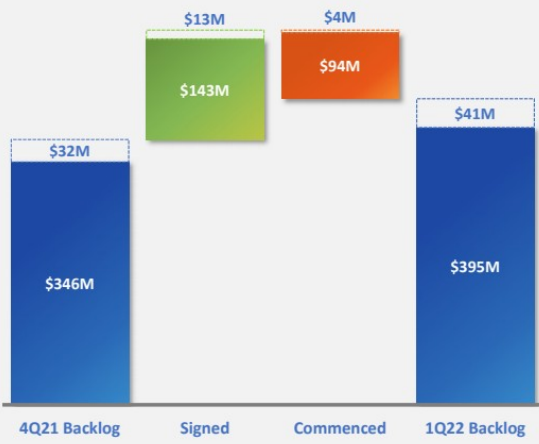 $13M
$4M
$143M
$94M
$32M
$41M
$346M
$395M
4Q21 Backlog
Signed
Commenced
1Q22 Backlog